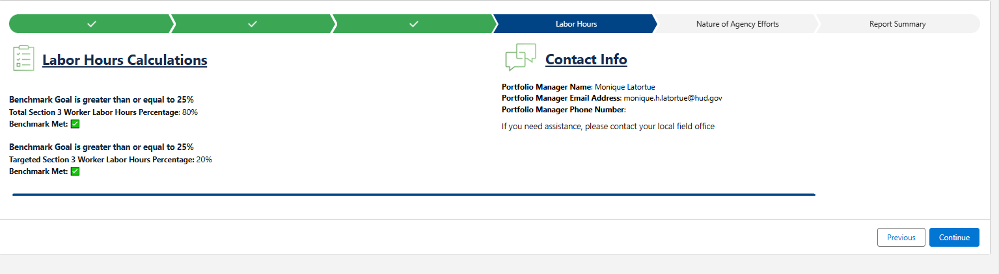 Labor Hours
Nature of Agency Efforts
Report Summary
Labor Hours Calculations
Benchmark Goal is greater than or equal to 25%
Total Section 3 Worker Labor Hours Percentage: 80%
Benchmark Met:
Benchmark Goal is greater than or equal to 25%
Targeted Section 3 Worker Labor Hours Percentage: 20%
Benchmark Met:
Contact Info
Portfolio Manager Name: Monique Latortue
Portfolio Manager Email Address: monique.h.latortue@hud.gov
Portfolio Manager Phone Number:
If you need assistance, please contact your local field office
Previous
Continue